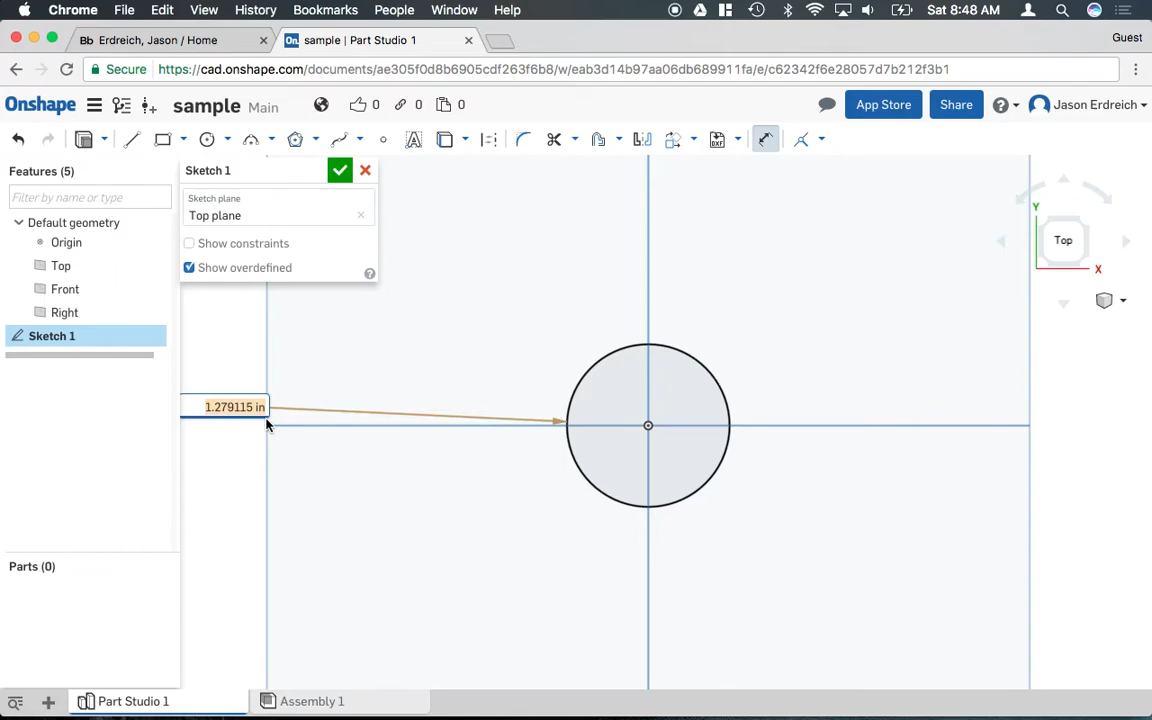 Chrome File Edit View History Bookmarks People Window Help Sat 8:48 AM
Bb Erdreich, Jason / Home On sample | Part Studio 1 Guest
Secure https://cad.onshape.com/documents/ae305f0d8b6905cdf263f6b8/w/eab3d14b97aa06db689911fa/e/c62342f6e28057d7b212f3b1
Onshape sample Main 0 0 0 App Store Share Jason Erdreich
DXF
Features (5)
Filter by name or type
Default geometry
Origin
Top
Front
Right
Sketch 1
Sketch 1
Sketch plane
Top plane
Show constraints
Show overdefined
1.279115 in
Y
Top
X
Parts (0)
Part Studio 1 Assembly 1